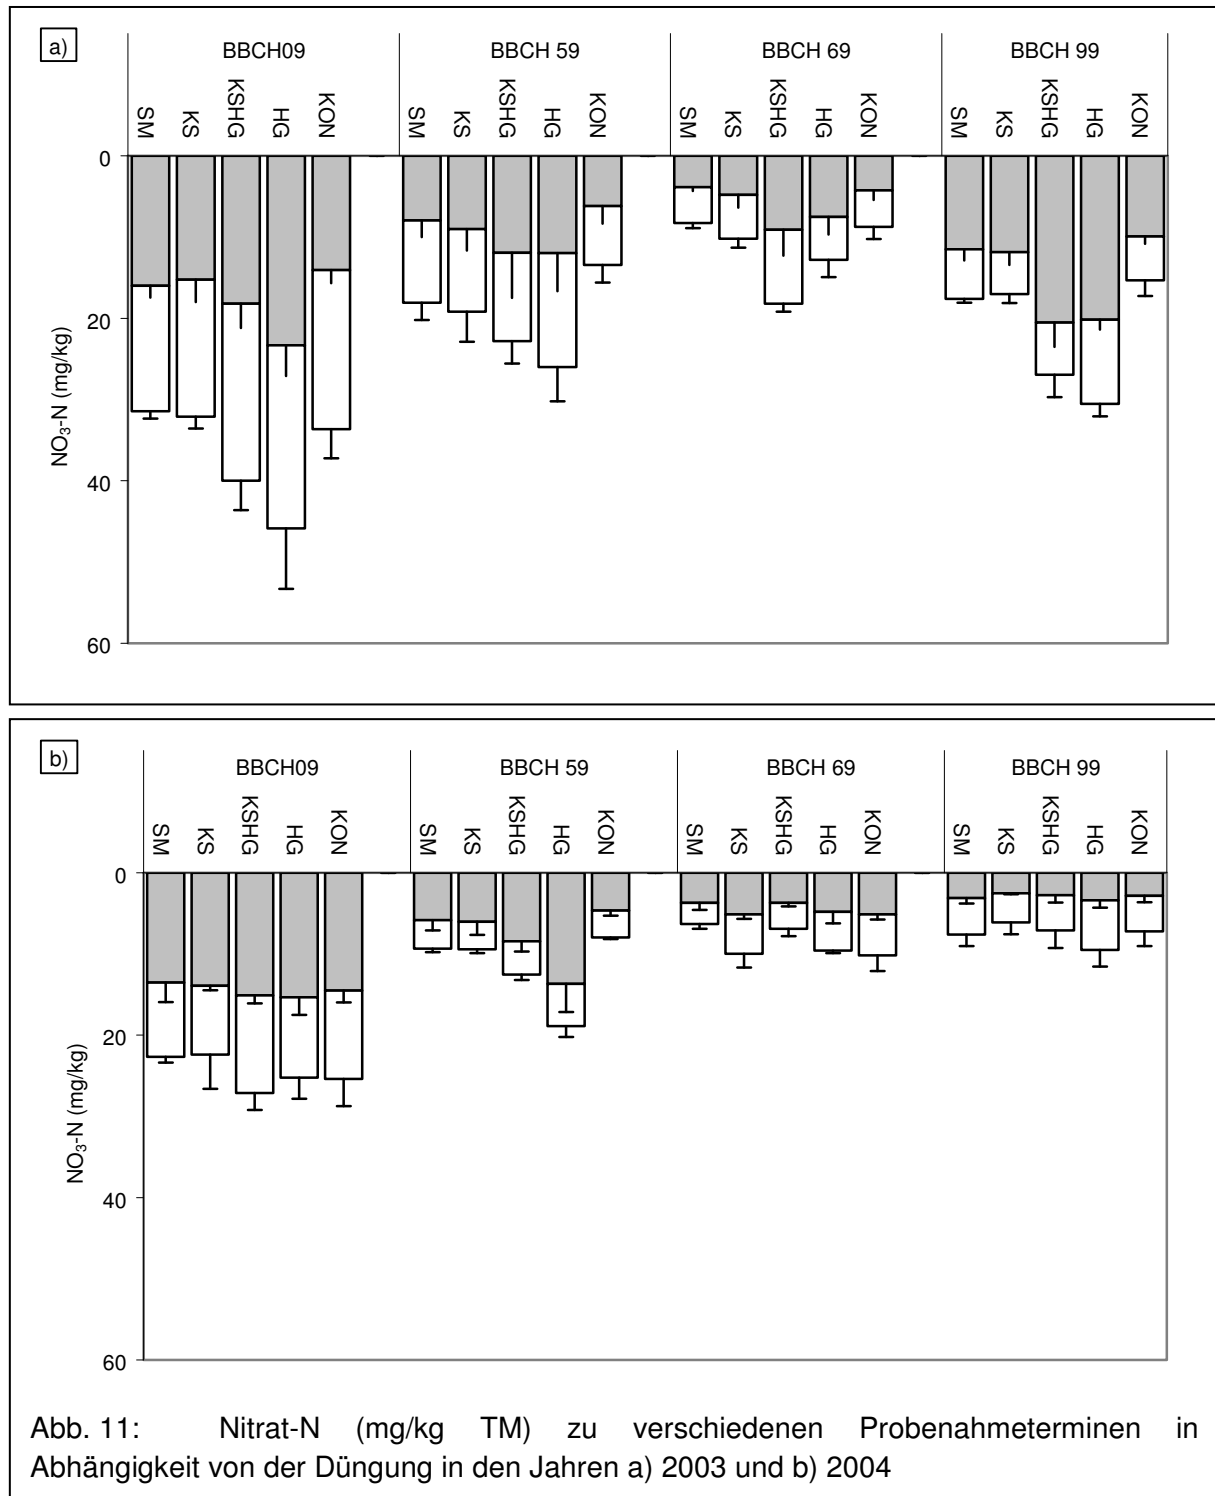 a)
BBCH09 BBCH 59 BBCH 69 BBCH 99
SM KS KSHG HG KON SM KS KSHG HG KON SM KS KSHG HG KON SM KS KSHG HG KON
0
20
40
60
NO₃-N (mg/kg)
b)
BBCH09 BBCH 59 BBCH 69 BBCH 99
SM KS KSHG HG KON SM KS KSHG HG KON SM KS KSHG HG KON SM KS KSHG HG KON
0
20
40
60
NO₃-N (mg/kg)
Abb. 11: Nitrat-N (mg/kg TM) zu verschiedenen Probenahmeterminen in
Abhängigkeit von der Düngung in den Jahren a) 2003 und b) 2004